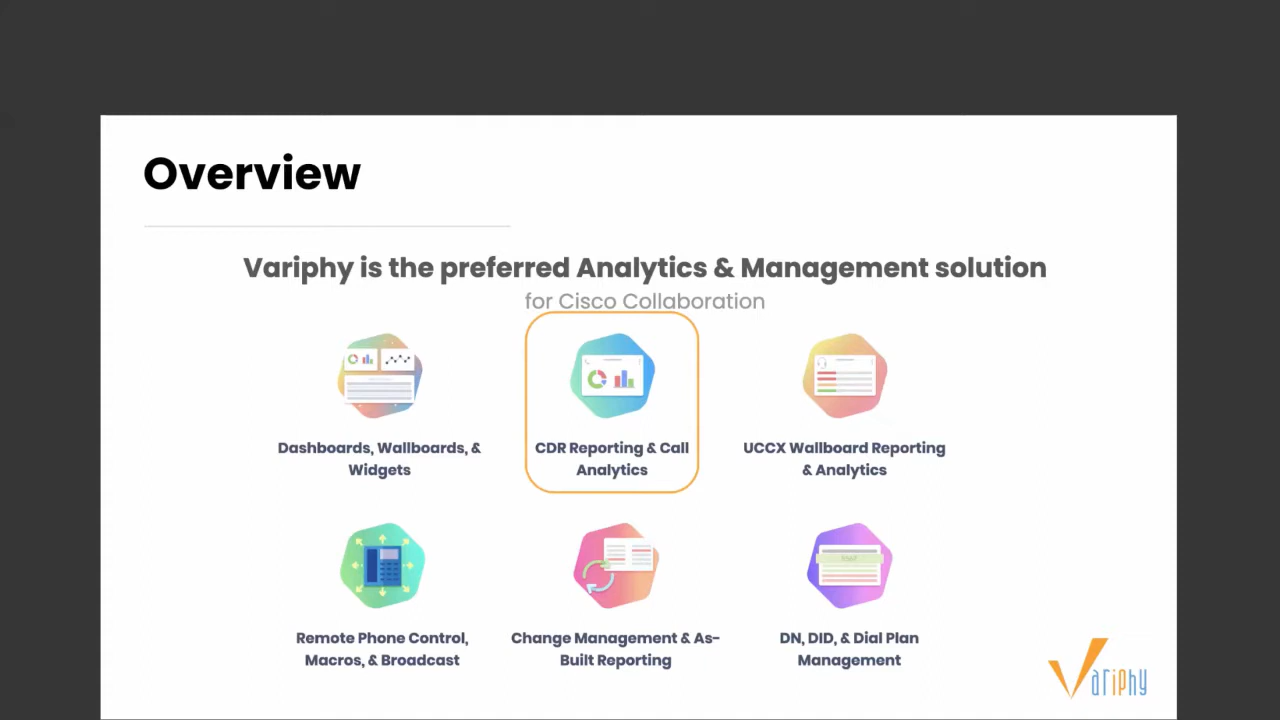 Overview
Variphy is the preferred Analytics & Management solution
for Cisco Collaboration
Dashboards, Wallboards, &
Widgets
CDR Reporting & Call
Analytics
UCCX Wallboard Reporting
& Analytics
Remote Phone Control,
Macros, & Broadcast
Change Management & As-
Built Reporting
DN, DID, & Dial Plan
Management
Variphy